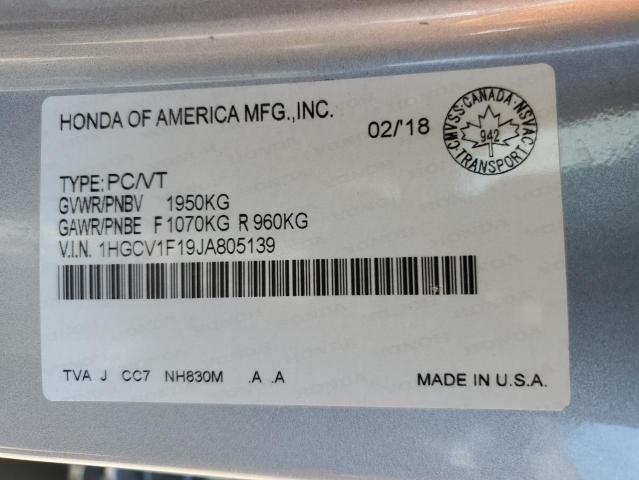 HONDA OF AMERICA MFG.,INC.
02/'18
CMVSS·CANADA·NSVAC
942
TRANSPORT
TYPE: PC/VT
GVWR/PNBV 1950KG
GAWR/PNBE F 1070KG R 960KG
V.I.N. 1HGCV1F19JA805139
TVA J CC7 NH830M .A .A
MADE IN U.S.A.